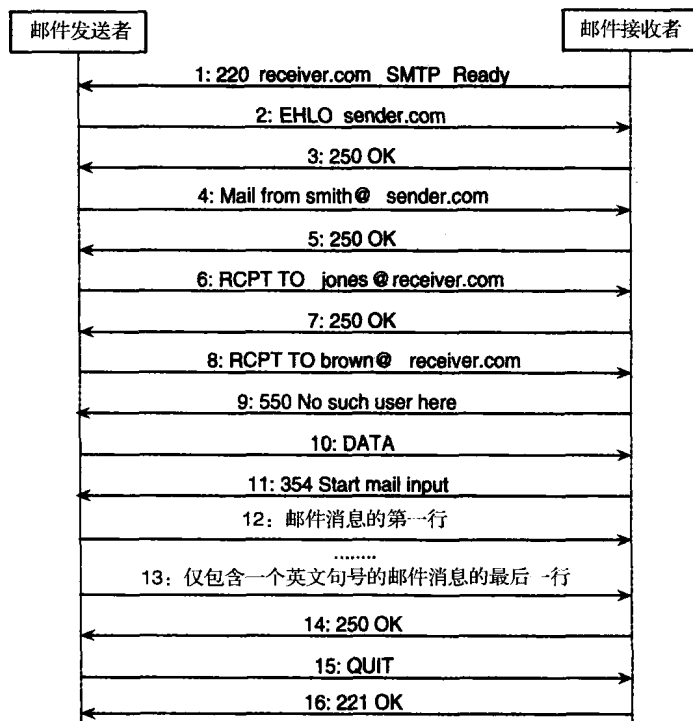 邮件发送者
邮件接收者
1: 220 receiver.com SMTP Ready
2: EHLO sender.com
3: 250 OK
4: Mail from smith@ sender.com
5: 250 OK
6: RCPT TO jones @ receiver.com
7: 250 OK
8: RCPT TO brown@ receiver.com
9: 550 No such user here
10: DATA
11: 354 Start mail input
12：邮件消息的第一行
........
13：仅包含一个英文句号的邮件消息的最后一行
14: 250 OK
15: QUIT
16: 221 OK